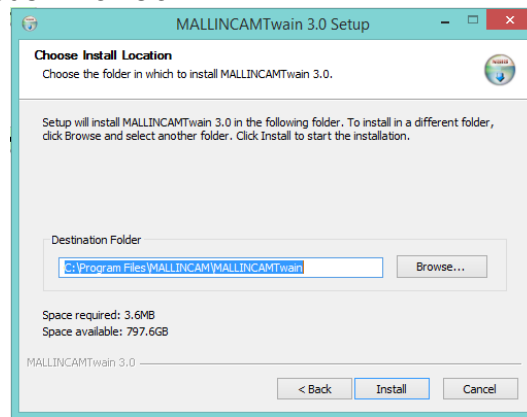 MALLINCAMTwain 3.0 Setup
Choose Install Location
Choose the folder in which to install MALLINCAMTwain 3.0.
Setup will install MALLINCAMTwain 3.0 in the following folder. To install in a different folder,
click Browse and select another folder. Click Install to start the installation.
Destination Folder
C:\Program Files\MALLINCAM\MALLINCAMTwain
Browse...
Space required: 3.6MB
Space available: 797.6GB
MALLINCAMTwain 3.0
< Back Install Cancel